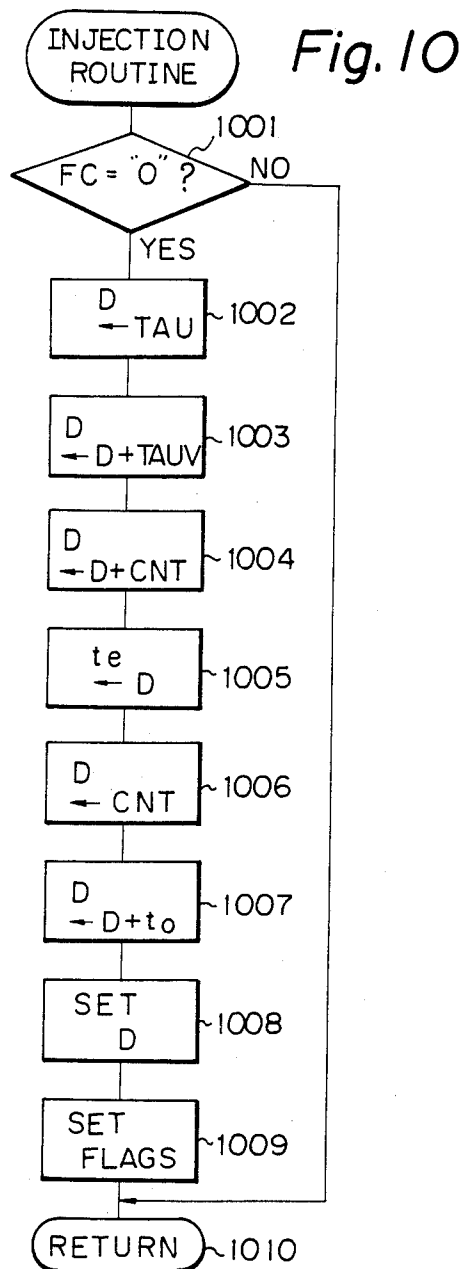 INJECTION
ROUTINE
Fig. 10
1001
FC = "0" ?
NO
YES
D
← TAU
1002
D
← D+TAUV
1003
D
← D+CNT
1004
te
← D
1005
D
← CNT
1006
D
← D+to
1007
SET
D
1008
SET
FLAGS
1009
RETURN
1010